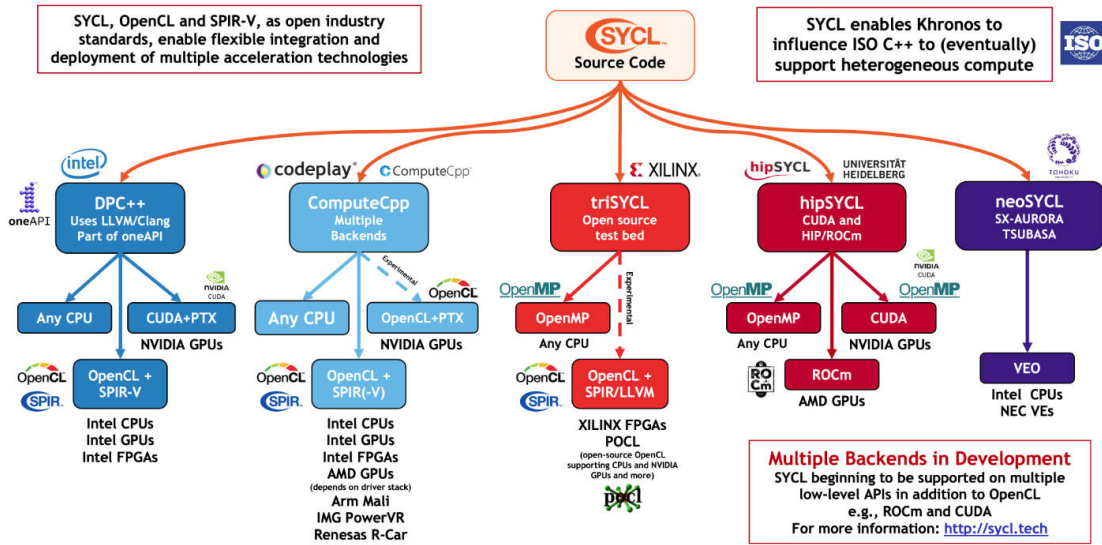 SYCL, OpenCL and SPIR-V, as open industry
standards, enable flexible integration and
deployment of multiple acceleration technologies
SYCL™
Source Code
SYCL enables Khronos to
influence ISO C++ to (eventually)
support heterogeneous compute
ISO
intel
oneAPI
DPC++
Uses LLVM/Clang
Part of oneAPI
NVIDIA
CUDA
Any CPU
CUDA+PTX
NVIDIA GPUs
OpenCL
SPIR™
OpenCL +
SPIR-V
Intel CPUs
Intel GPUs
Intel FPGAs
codeplay
ComputeCpp
ComputeCpp
Multiple
Backends
Experimental
OpenCL
Any CPU
OpenCL+PTX
NVIDIA GPUs
OpenCL
SPIR™
OpenCL +
SPIR(-V)
Intel CPUs
Intel GPUs
Intel FPGAs
AMD GPUs
(depends on driver stack)
Arm Mali
IMG PowerVR
Renesas R-Car
XILINX
triSYCL
Open source
test bed
Experimental
OpenMP
OpenMP
Any CPU
OpenCL
SPIR™
OpenCL +
SPIR/LLVM
XILINX FPGAs
POCL
(open-source OpenCL
supporting CPUs and NVIDIA
GPUs and more)
pocl
hipSYCL
UNIVERSITÄT
HEIDELBERG
hipSYCL
CUDA and
HIP/ROCm
NVIDIA
CUDA
OpenMP
OpenMP
OpenMP
CUDA
Any CPU
NVIDIA GPUs
ROCm
ROCm
AMD GPUs
TOHOKU
UNIVERSITY
neoSYCL
SX-AURORA
TSUBASA
VEO
Intel CPUs
NEC VEs
Multiple Backends in Development
SYCL beginning to be supported on multiple
low-level APIs in addition to OpenCL
e.g., ROCm and CUDA
For more information: http://sycl.tech